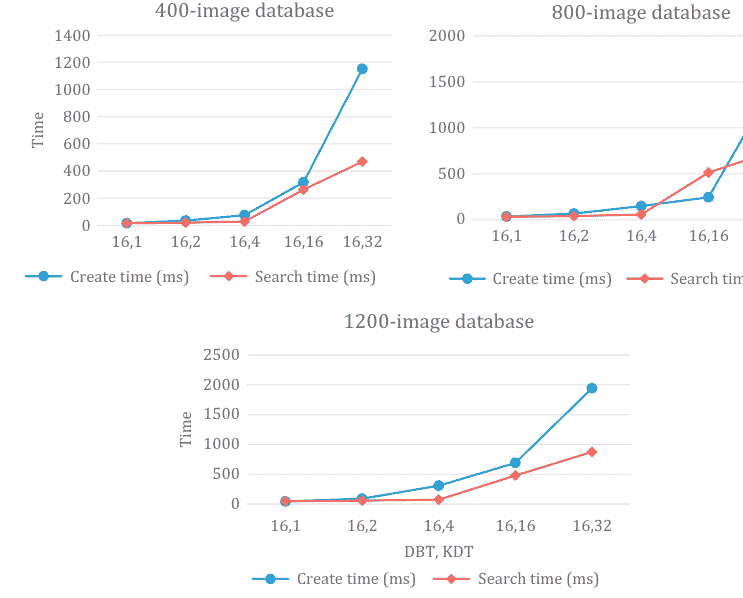 400-image database
1400
1200
1000
800
600
400
200
0
Time
16,1 16,2 16,4 16,16 16,32
Create time (ms) Search time (ms)
800-image database
2000
1500
1000
500
0
16,1 16,2 16,4 16,16
Create time (ms) Search
1200-image database
2500
2000
1500
1000
500
0
Time
16,1 16,2 16,4 16,16 16,32
DBT, KDT
Create time (ms) Search time (ms)